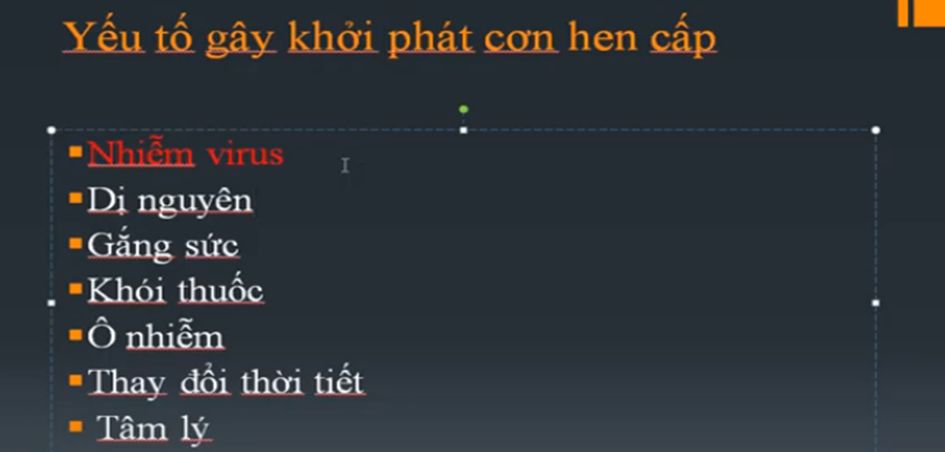 Yếu tố gây khởi phát cơn hen cấp
Nhiễm virus
Dị nguyên
Gắng sức
Khói thuốc
Ô nhiễm
Thay đổi thời tiết
Tâm lý